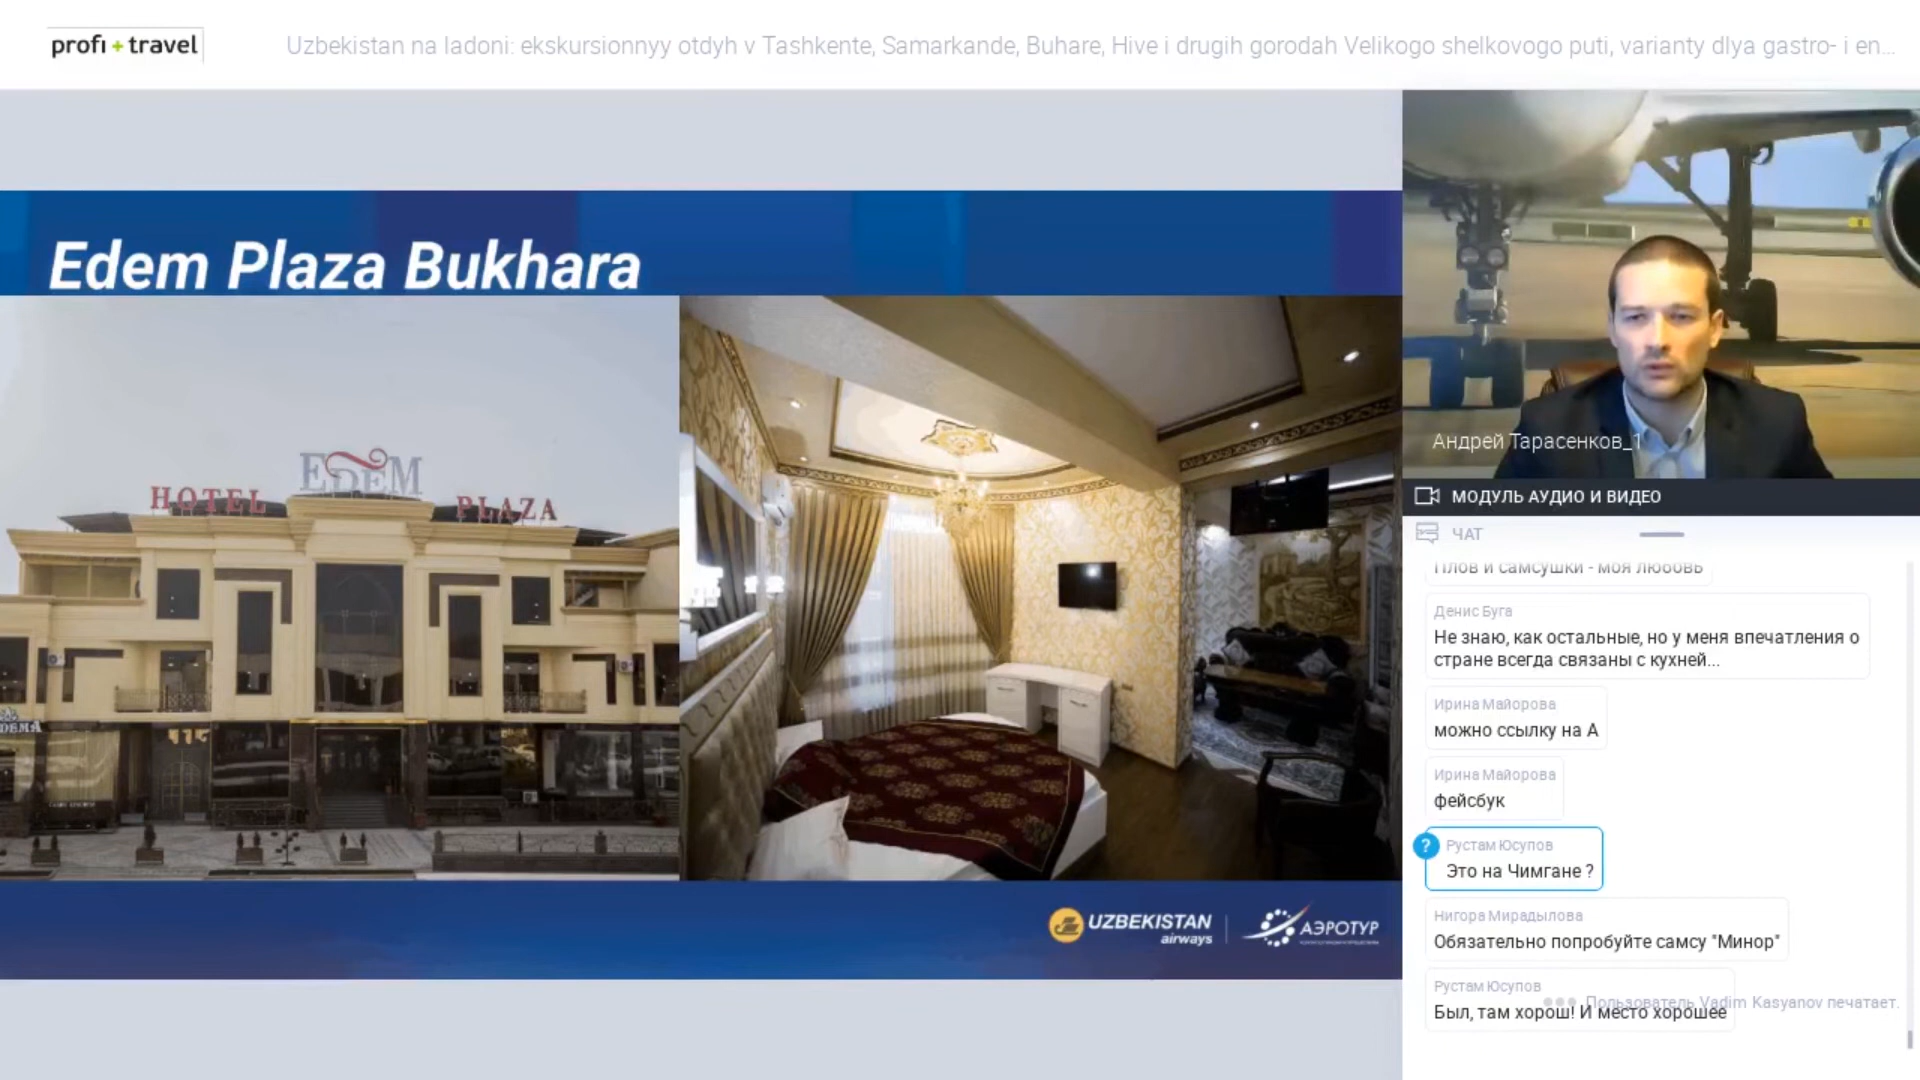 profi + travel
Uzbekistan na ladoni: ekskursionnyy otdyh v Tashkente, Samarkande, Buhare, Hive i drugih gorodah Velikogo shelkovogo puti, varianty dlya gastro- i en...
Edem Plaza Bukhara
EDEM
HOTEL PLAZA
UZBEKISTAN
airways
АЭРОТУР
Андрей Тарасенков_1
МОДУЛЬ АУДИО И ВИДЕО
ЧАТ
Плов и самсушки - моя любовь
Денис Буга
Не знаю, как остальные, но у меня впечатления о
стране всегда связаны с кухней...
Ирина Майорова
можно ссылку на А
Ирина Майорова
фейсбук
?
Рустам Юсупов
Это на Чимгане ?
Нигора Мирадылова
Обязательно попробуйте самсу "Минор"
Рустам Юсупов
Был, там хорош! И место хорошее
Пользователь Vadim Kasyanov печатает.